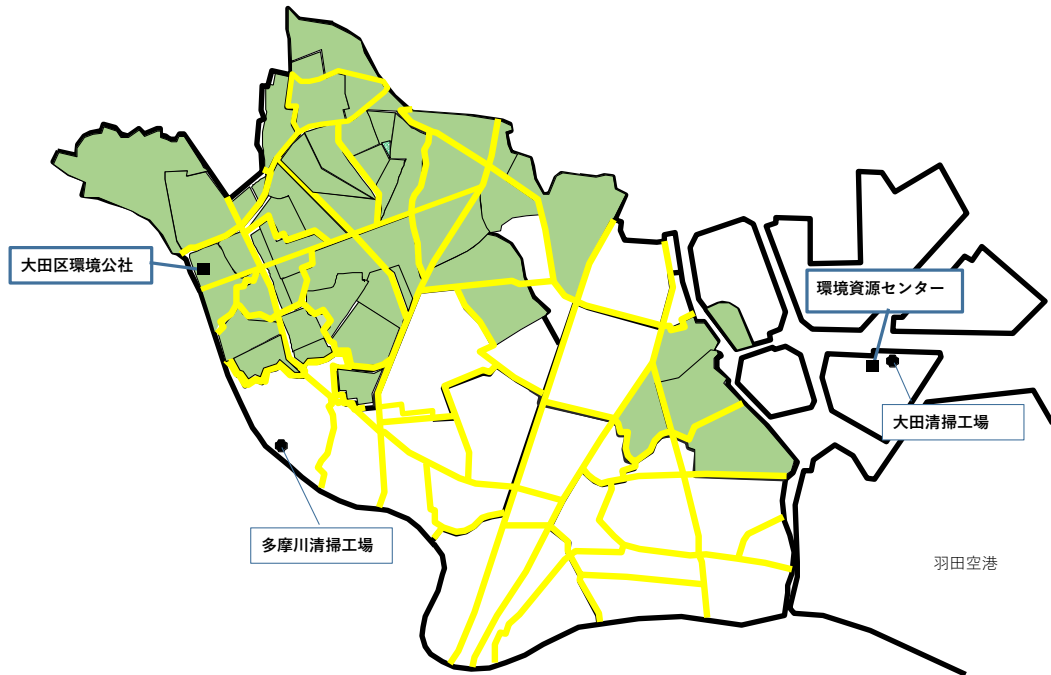 大田区環境公社
環境資源センター
大田清掃工場
多摩川清掃工場
羽田空港